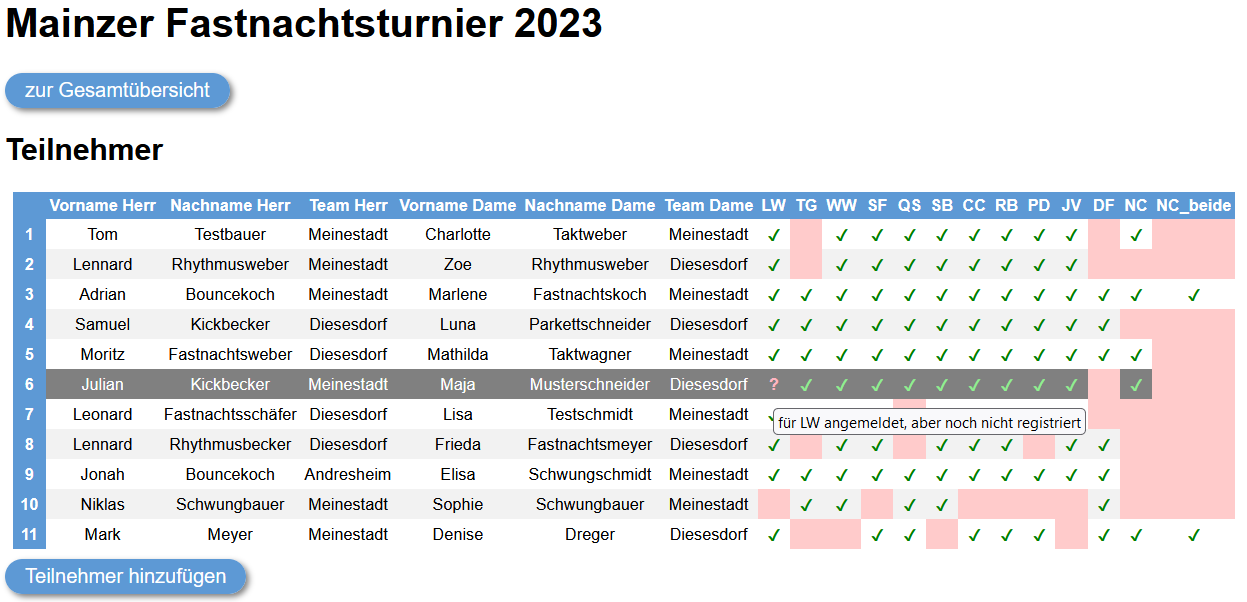 Mainzer Fastnachtsturnier 2023
zur Gesamtübersicht
Teilnehmer
Vorname Herr Nachname Herr Team Herr Vorname Dame Nachname Dame Team Dame LW TG WW SF QS SB CC RB PD JV DF NC NC_beide
1 Tom Testbauer Meinestadt Charlotte Taktweber Meinestadt ✓ ✓ ✓ ✓ ✓ ✓ ✓ ✓ ✓ ✓
2 Lennard Rhythmusweber Meinestadt Zoe Rhythmusweber Diesesdorf ✓ ✓ ✓ ✓ ✓ ✓ ✓ ✓ ✓
3 Adrian Bouncekoch Meinestadt Marlene Fastnachtskoch Meinestadt ✓ ✓ ✓ ✓ ✓ ✓ ✓ ✓ ✓ ✓ ✓ ✓ ✓
4 Samuel Kickbecker Diesesdorf Luna Parkettschneider Diesesdorf ✓ ✓ ✓ ✓ ✓ ✓ ✓ ✓ ✓ ✓ ✓
5 Moritz Fastnachtsweber Diesesdorf Mathilda Taktwagner Meinestadt ✓ ✓ ✓ ✓ ✓ ✓ ✓ ✓ ✓ ✓ ✓ ✓
6 Julian Kickbecker Meinestadt Maja Musterschneider Diesesdorf ? ✓ ✓ ✓ ✓ ✓ ✓ ✓ ✓ ✓ ✓
7 Leonard Fastnachtsschäfer Meinestadt Lisa Testschmidt Meinestadt
für LW angemeldet, aber noch nicht registriert
8 Lennard Rhythmusbecker Diesesdorf Frieda Fastnachtsmeyer Diesesdorf ✓ ✓ ✓ ✓ ✓ ✓ ✓ ✓
9 Jonah Bouncekoch Andresheim Elisa Schwungschmidt Meinestadt ✓ ✓ ✓ ✓ ✓ ✓ ✓ ✓ ✓ ✓ ✓
10 Niklas Schwungbauer Meinestadt Sophie Schwungbauer Meinestadt ✓ ✓ ✓ ✓ ✓
11 Mark Meyer Meinestadt Denise Dreger Diesesdorf ✓ ✓ ✓ ✓ ✓ ✓ ✓ ✓ ✓
Teilnehmer hinzufügen